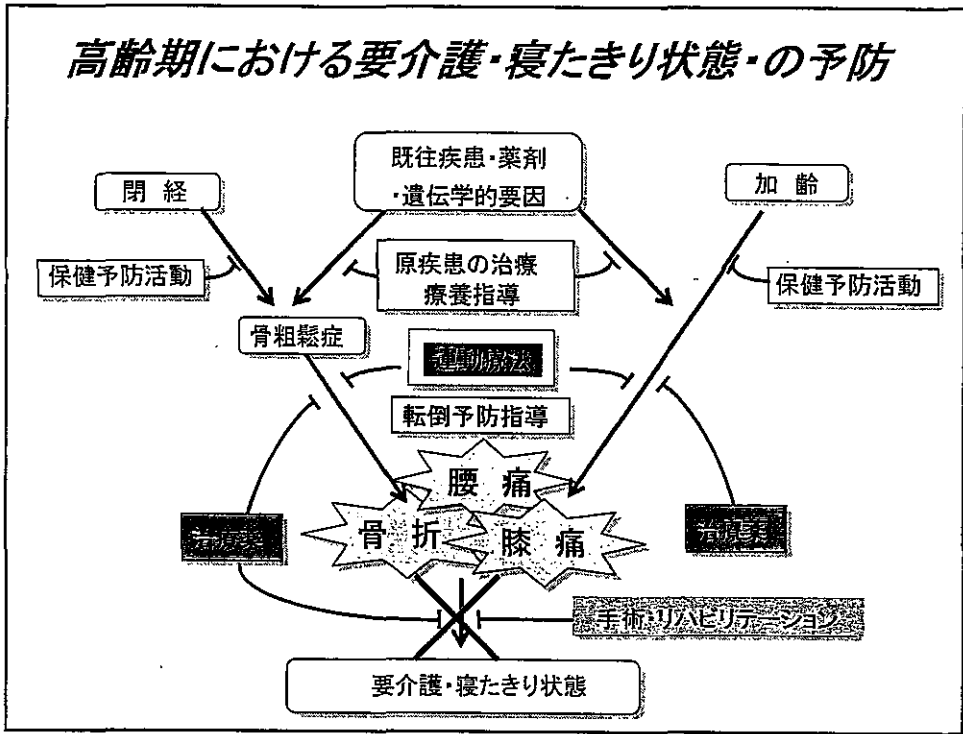 高齢期における要介護・寝たきり状態・の予防
既往疾患・薬剤
・遺伝学的要因
閉 経
加 齢
保健予防活動
原疾患の治療
療養指導
保健予防活動
骨粗鬆症
運動療法
転倒予防指導
腰 痛
骨 折
膝 痛
治療薬
治療薬
手術・リハビリテーション
要介護・寝たきり状態